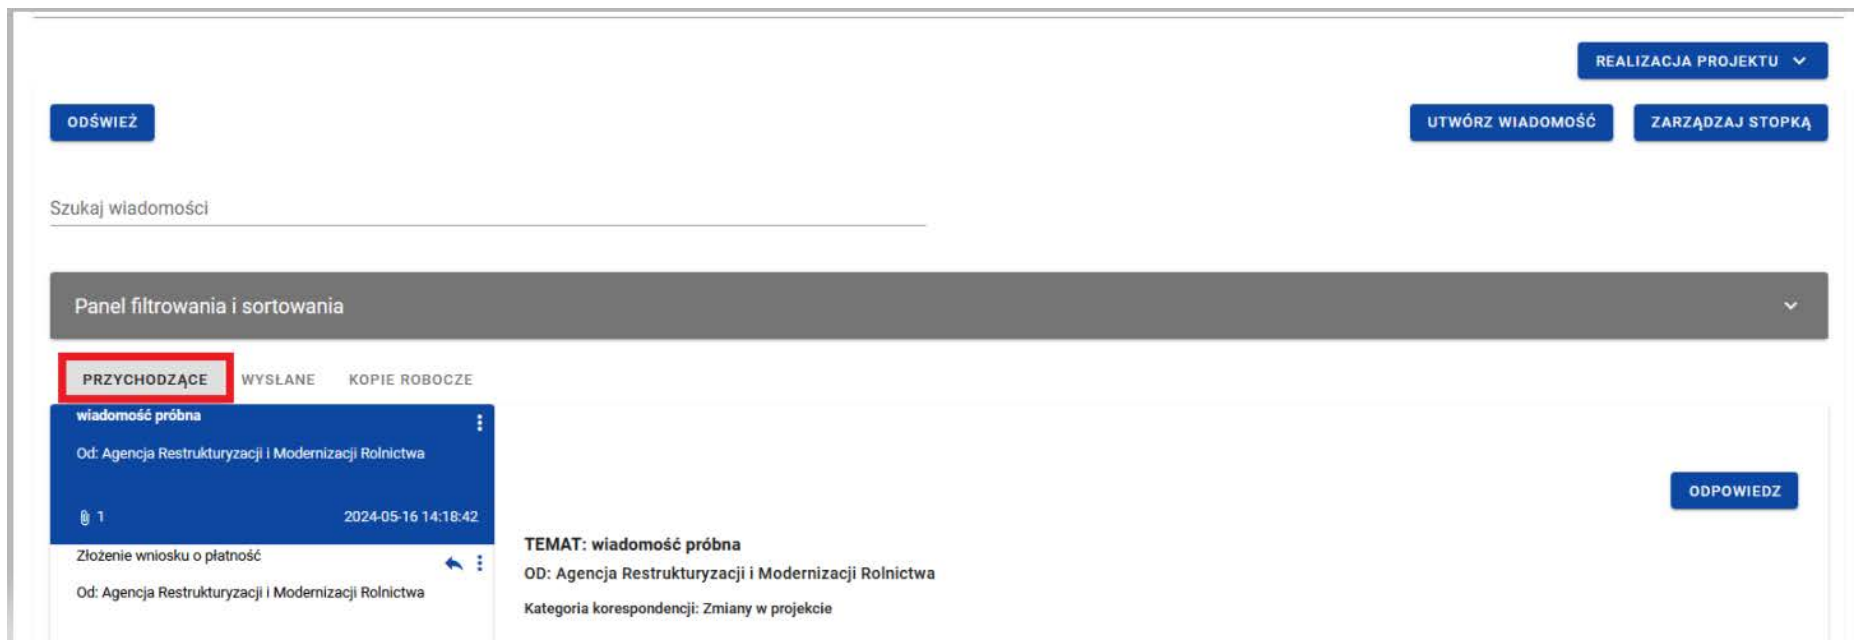 REALIZACJA PROJEKTU
ODŚWIEŻ
UTWÓRZ WIADOMOŚĆ
ZARZĄDZAJ STOPKĄ
Szukaj wiadomości
Panel filtrowania i sortowania
PRZYCHODZĄCE
WYSŁANE
KOPIE ROBOCZE
wiadomość próbna
Od: Agencja Restrukturyzacji i Modernizacji Rolnictwa
1
2024-05-16 14:18:42
Złożenie wniosku o płatność
Od: Agencja Restrukturyzacji i Modernizacji Rolnictwa
ODPOWIEDZ
TEMAT: wiadomość próbna
OD: Agencja Restrukturyzacji i Modernizacji Rolnictwa
Kategoria korespondencji: Zmiany w projekcie